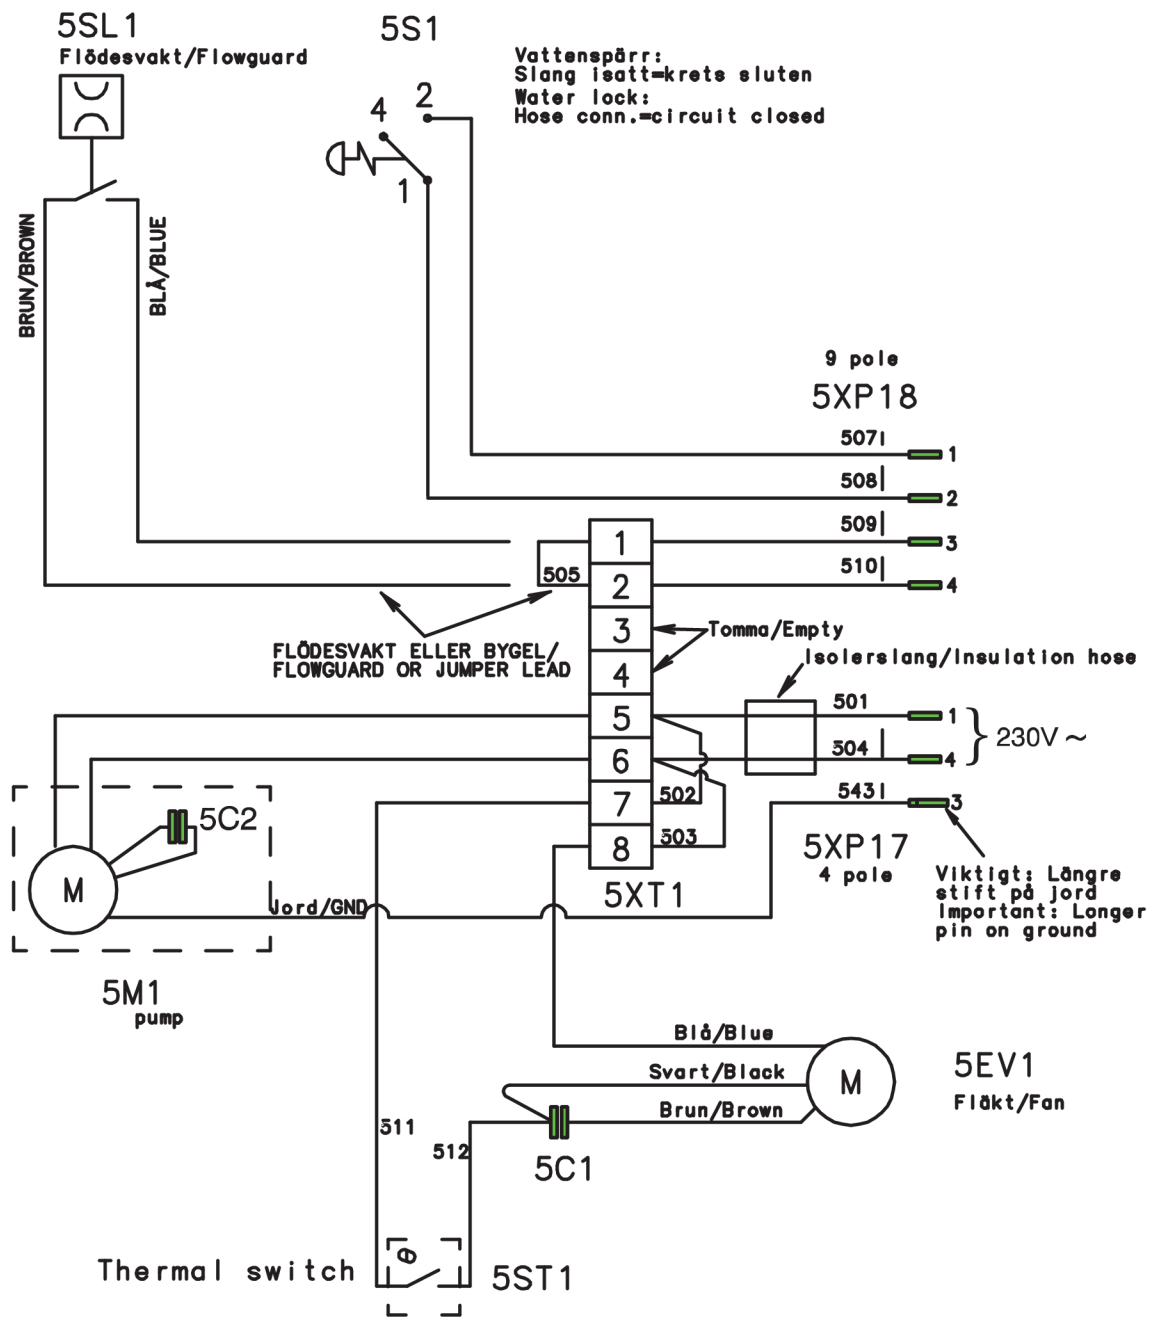 5SL1
Flödesvakt/Flowguard
5S1
Vattenspärr:
Slang isatt=krets sluten
Water lock:
Hose conn.=circuit closed
4
2
1
BRUN/BROWN
BLÅ/BLUE
9 pole
5XP18
507
1
508
2
509
3
510
4
505
1
2
3
4
5
6
7
8
FLÖDESVAKT ELLER BYGEL/
FLOWGUARD OR JUMPER LEAD
Tomma/Empty
Isolerslang/Insulation hose
501
1
504
4
230V ~
502
503
543
3
5XP17
4 pole
5XT1
Viktigt: Längre
stift på jord
Important: Longer
pin on ground
5C2
M
Jord/GND
5M1
pump
Blå/Blue
Svart/Black
Brun/Brown
M
5EV1
Fläkt/Fan
511
512
5C1
Thermal switch
θ
5ST1